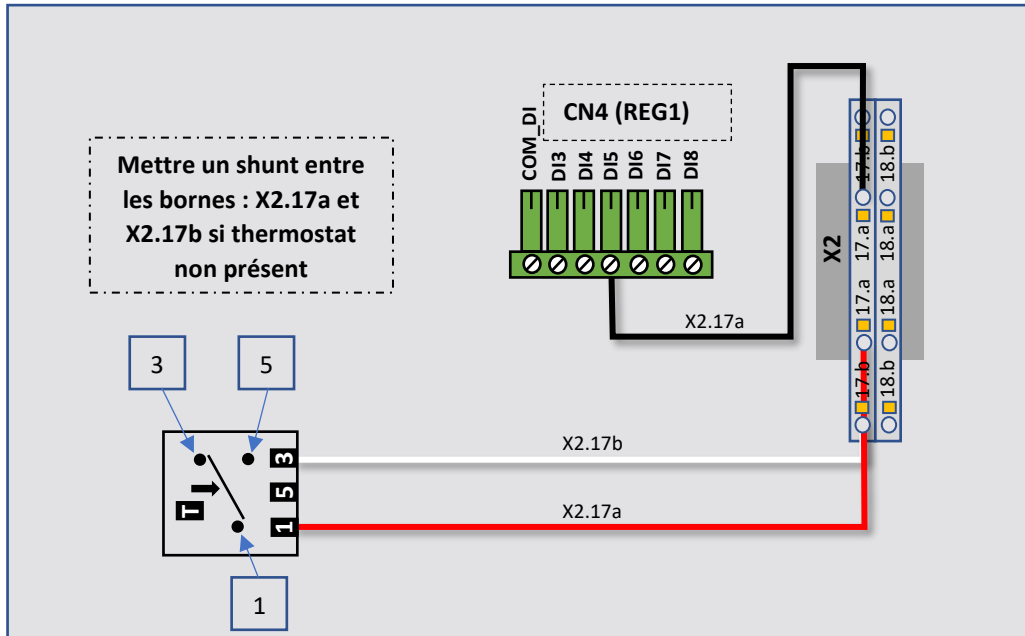 CN4 (REG1)
COM_DI
DI3
DI4
DI5
DI6
DI7
DI8
Mettre un shunt entre
les bornes : X2.17a et
X2.17b si thermostat
non présent
X2
17.b
18.b
17.a
18.a
17.a
18.a
17.b
18.b
X2.17a
3
5
X2.17b
3
5
T
1
X2.17a
1